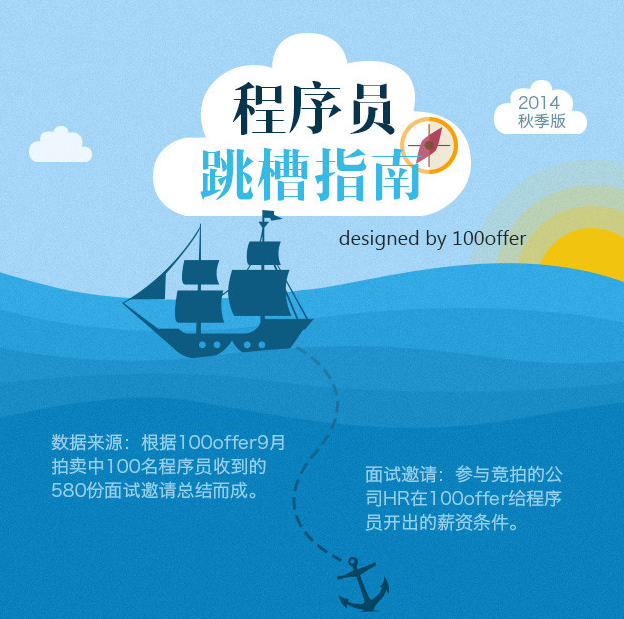 程序员
跳槽指南
2014
秋季版
designed by 100offer
数据来源：根据100offer9月
拍卖中100名程序员收到的
580份面试邀请总结而成。
面试邀请：参与竞拍的公
司HR在100offer给程序
员开出的薪资条件。